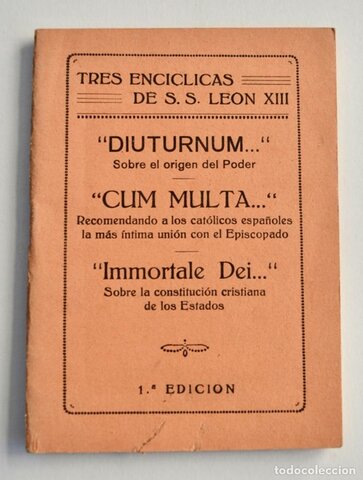 TRES ENCICLICAS
DE S. S. LEON XIII
"DIUTURNUM..."
Sobre el origen del Poder
"CUM MULTA..."
Recomendando a los católicos españoles
la más íntima unión con el Episcopado
"Immortale Dei..."
Sobre la constitución cristiana
de los Estados
1.ª EDICION
todocoleccion